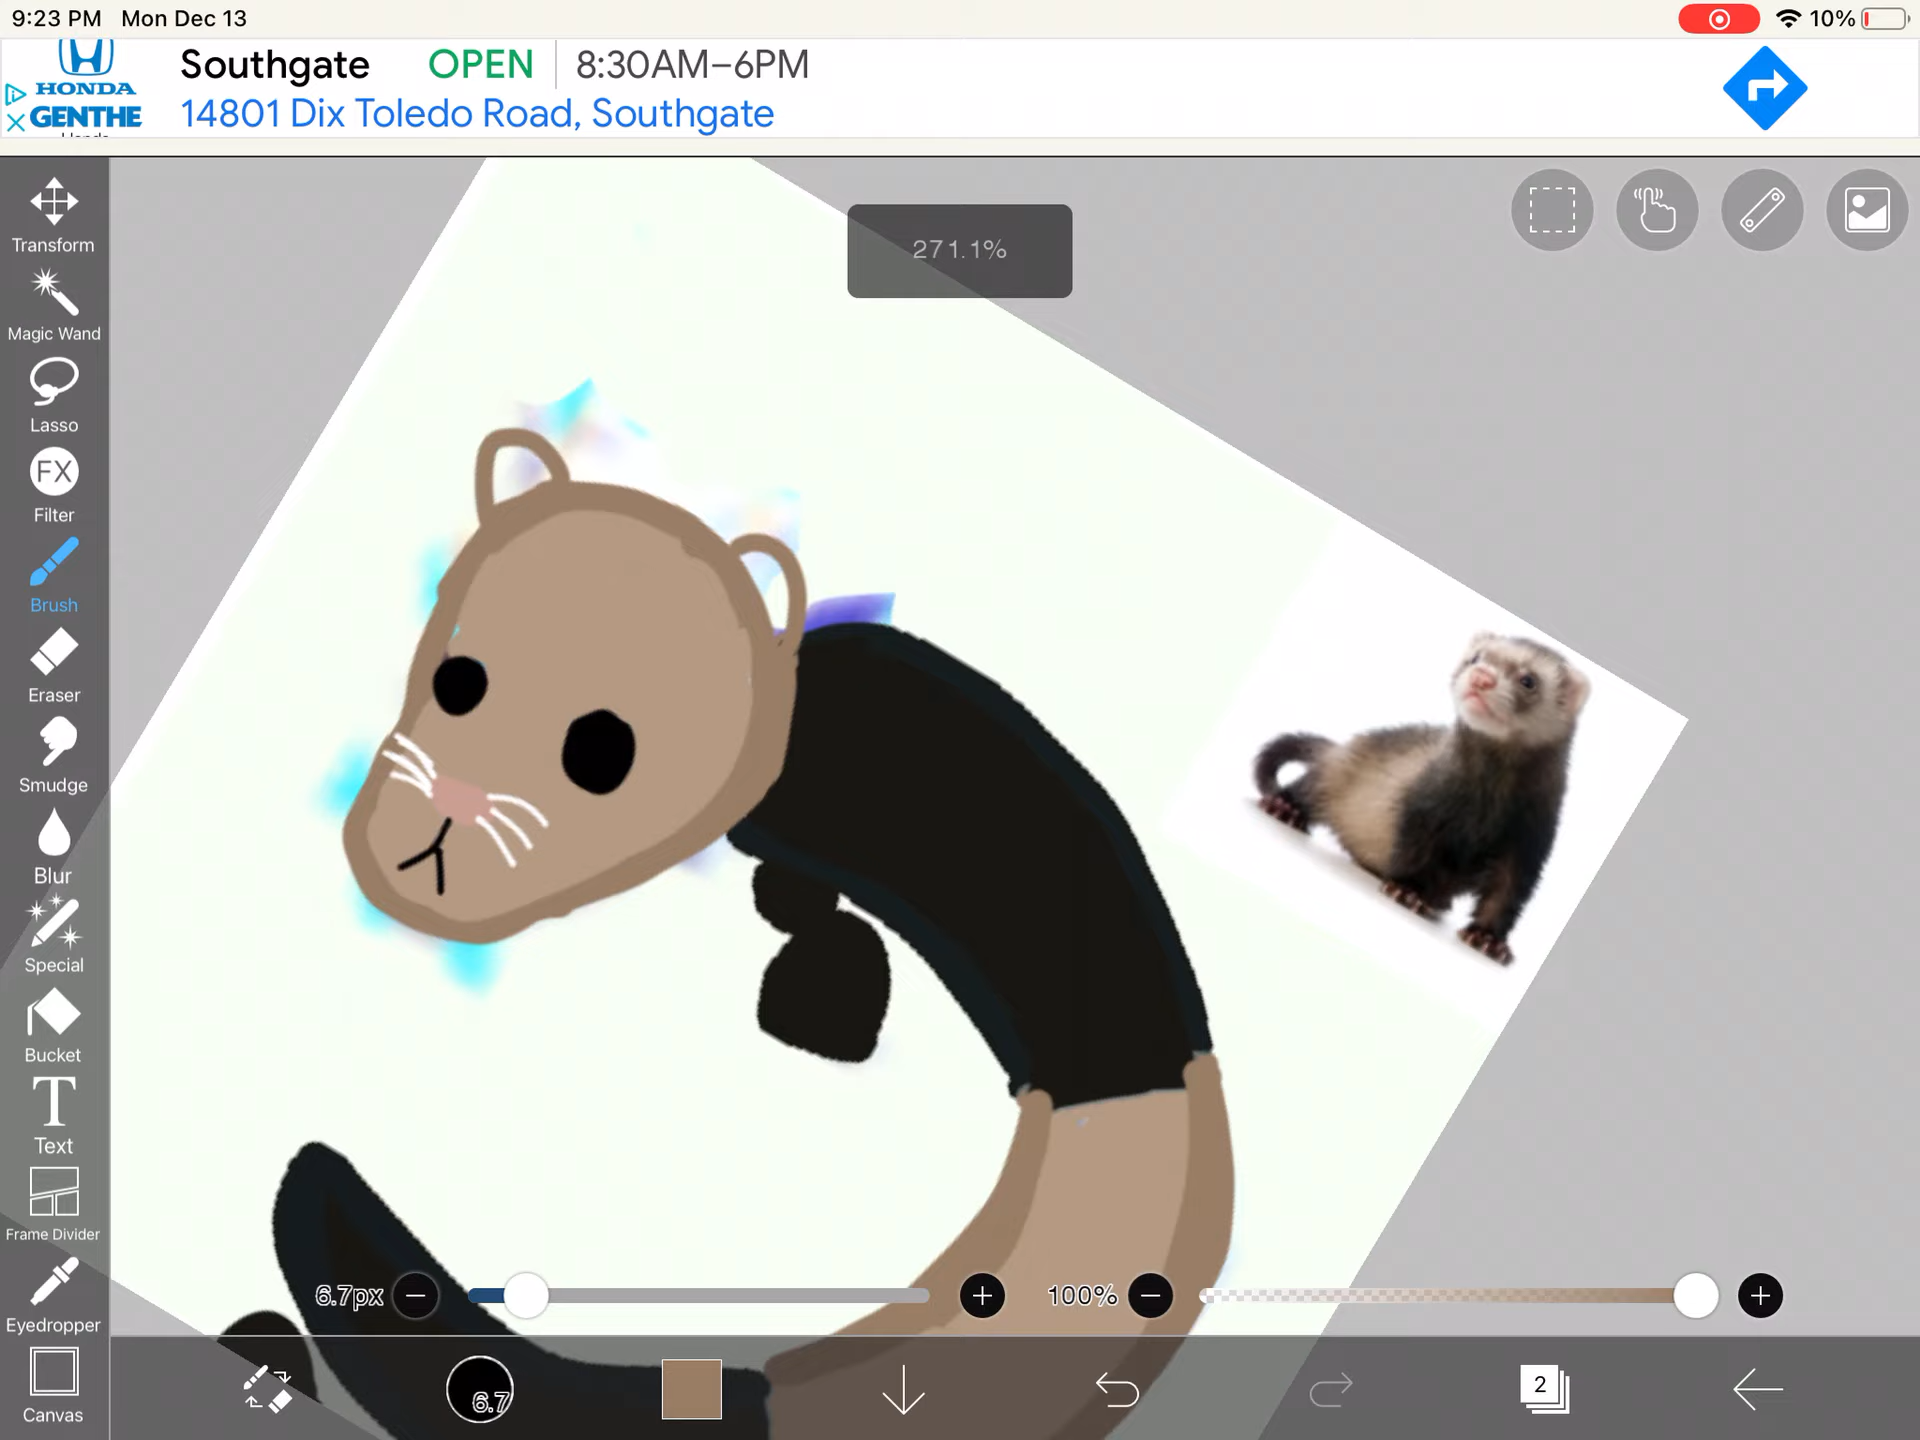 9:23 PM Mon Dec 13
10%
HONDA
GENTHE
Honda
Southgate OPEN 8:30AM–6PM
14801 Dix Toledo Road, Southgate
271.1%
Transform
Magic Wand
Lasso
FX
Filter
Brush
Eraser
Smudge
Blur
Special
Bucket
T
Text
Frame Divider
Eyedropper
Canvas
6.7px
100%
6.7
2